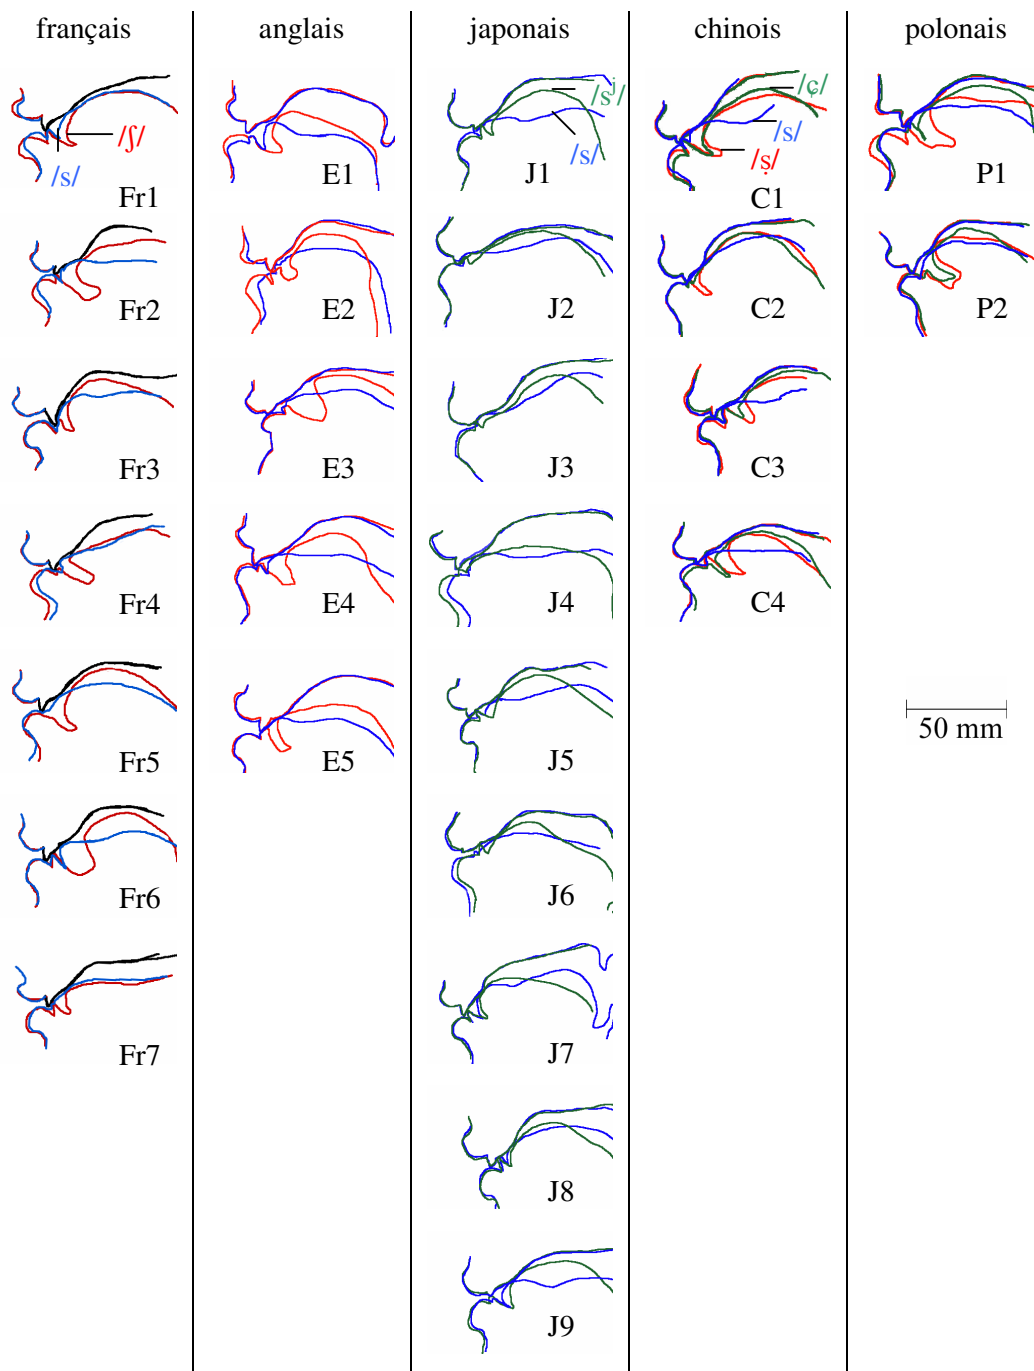 français anglais japonais chinois polonais
/s/ /ʃ/ /sʲ/ /s/ /ɕ/ /s/ /ṣ/
Fr1 E1 J1 C1 P1
Fr2 E2 J2 C2 P2
Fr3 E3 J3 C3
Fr4 E4 J4 C4
Fr5 E5 J5 50 mm
Fr6 J6
Fr7 J7
J8
J9